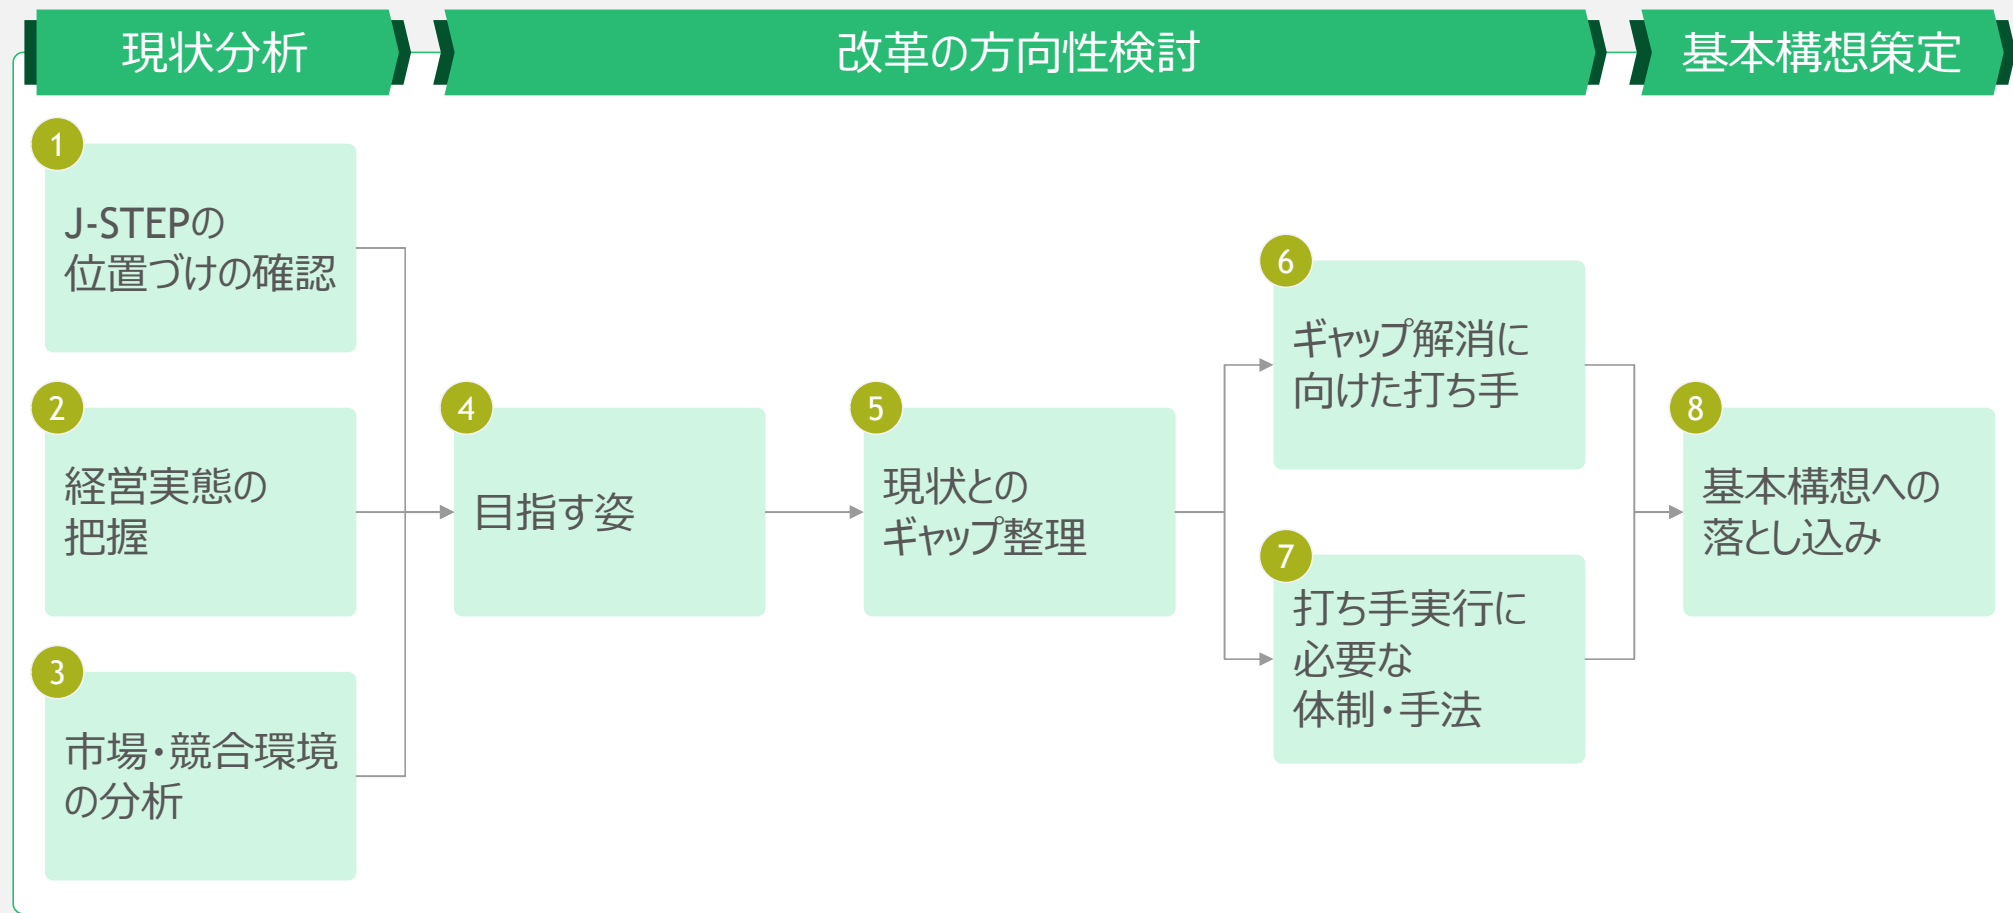 現状分析
改革の方向性検討
基本構想策定
1
J-STEPの
位置づけの確認
2
経営実態の
把握
3
市場・競合環境
の分析
4
目指す姿
5
現状との
ギャップ整理
6
ギャップ解消に
向けた打ち手
7
打ち手実行に
必要な
体制・手法
8
基本構想への
落とし込み